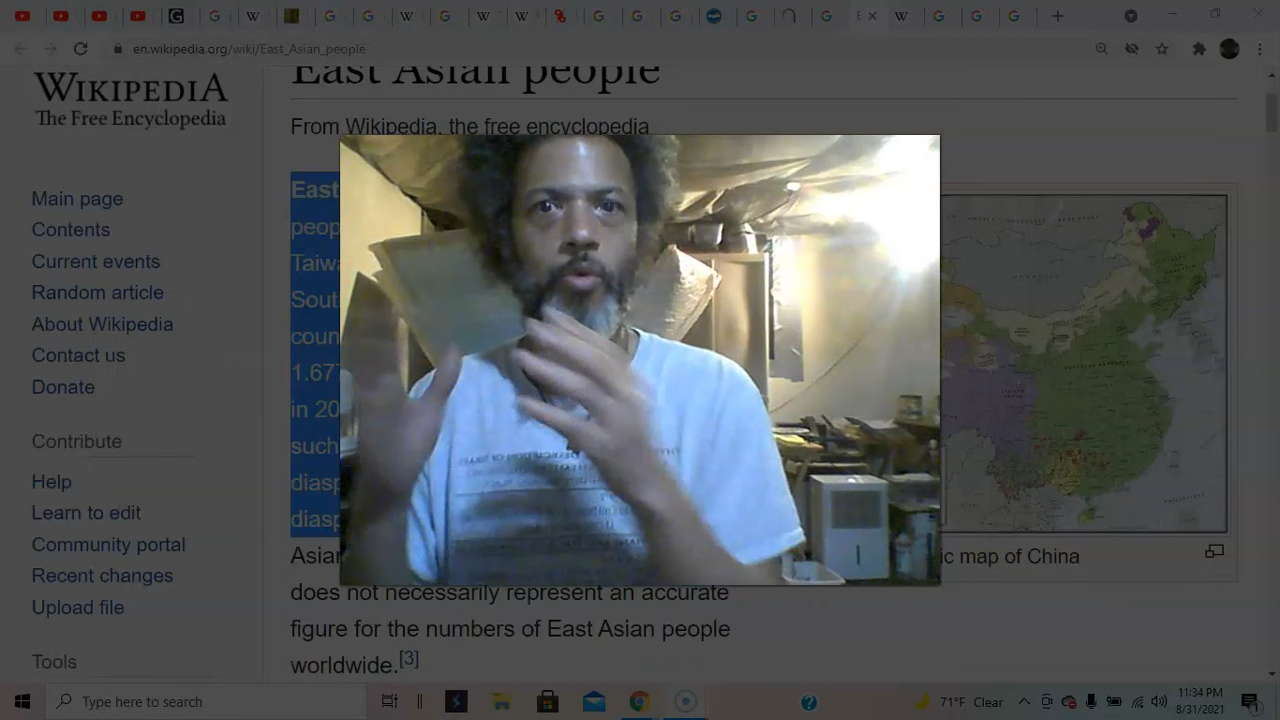 en.wikipedia.org/wiki/East_Asian_people
WIKIPEDIA
The Free Encyclopedia
Main page
Contents
Current events
Random article
About Wikipedia
Contact us
Donate
Contribute
Help
Learn to edit
Community portal
Recent changes
Upload file
Tools
East Asian people
From Wikipedia, the free encyclopedia
East
peop
Taiwa
Sout
coun
1.677
in 20
such
diasp
diasp
Asian
does not necessarily represent an accurate
figure for the numbers of East Asian people
worldwide.[3]
ic map of China
Type here to search
71°F Clear
11:34 PM
8/31/2021